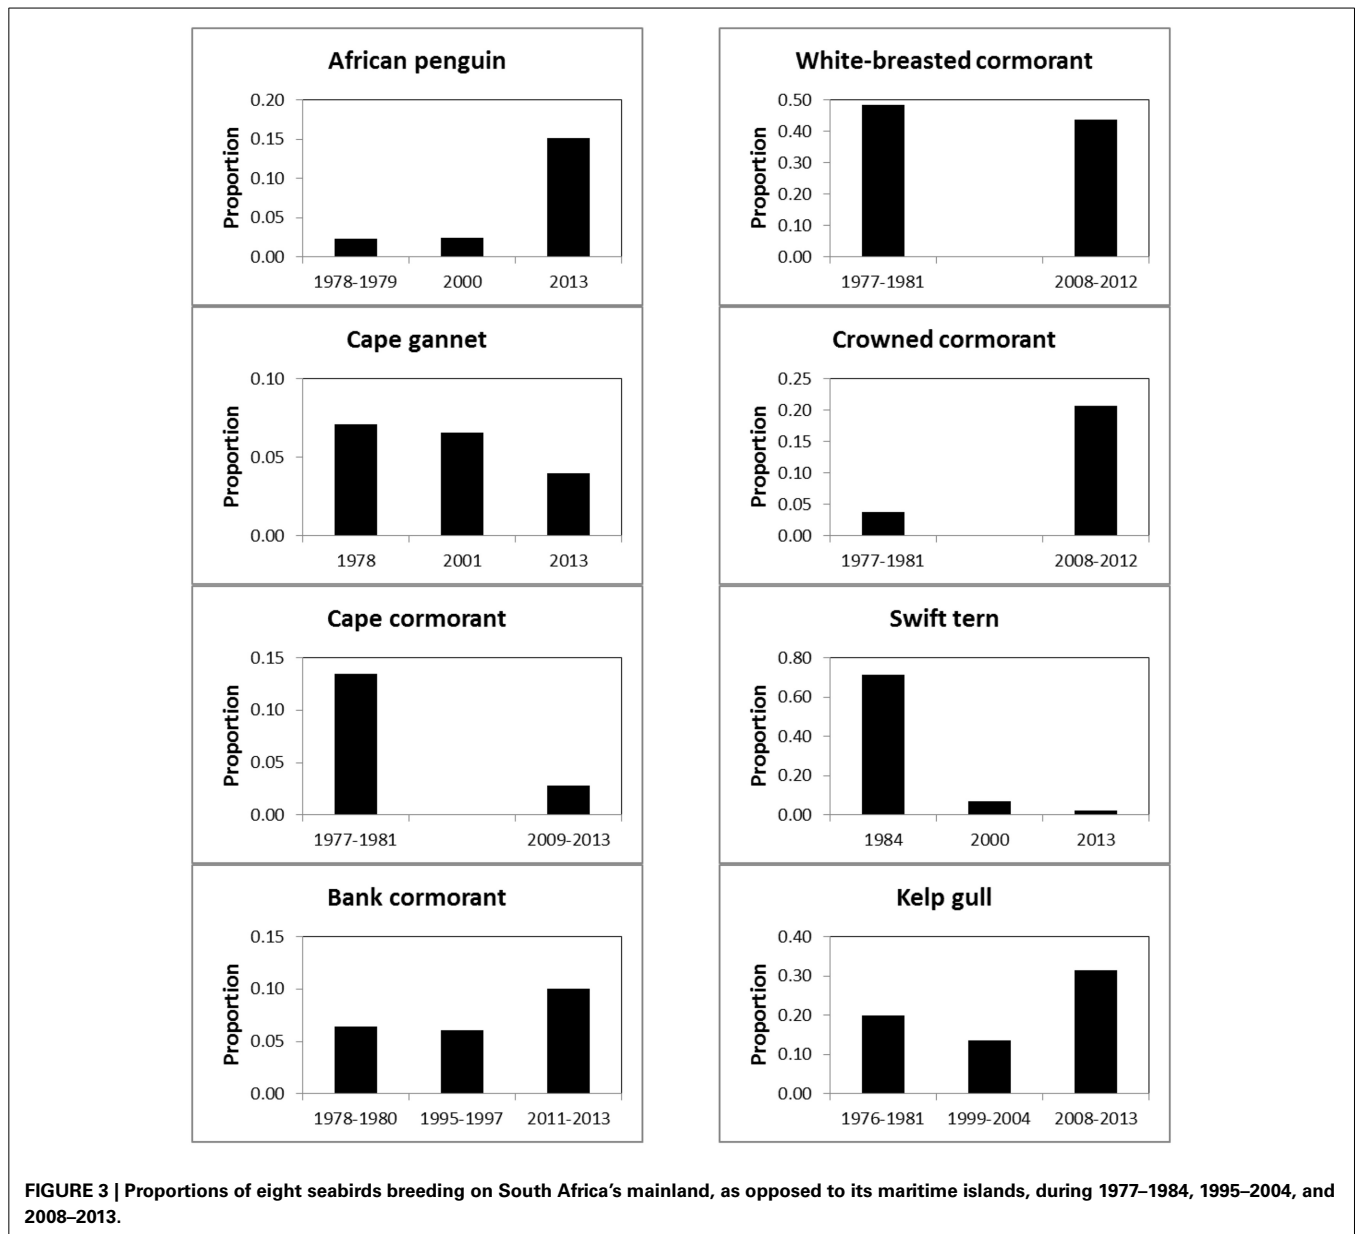 African penguin
Proportion
0.20
0.15
0.10
0.05
0.00
1978-1979 2000 2013
White-breasted cormorant
Proportion
0.50
0.40
0.30
0.20
0.10
0.00
1977-1981 2008-2012
Cape gannet
Proportion
0.10
0.05
0.00
1978 2001 2013
Crowned cormorant
Proportion
0.25
0.20
0.15
0.10
0.05
0.00
1977-1981 2008-2012
Cape cormorant
Proportion
0.15
0.10
0.05
0.00
1977-1981 2009-2013
Swift tern
Proportion
0.80
0.60
0.40
0.20
0.00
1984 2000 2013
Bank cormorant
Proportion
0.15
0.10
0.05
0.00
1978-1980 1995-1997 2011-2013
Kelp gull
Proportion
0.40
0.30
0.20
0.10
0.00
1976-1981 1999-2004 2008-2013
FIGURE 3 | Proportions of eight seabirds breeding on South Africa's mainland, as opposed to its maritime islands, during 1977–1984, 1995–2004, and
2008–2013.